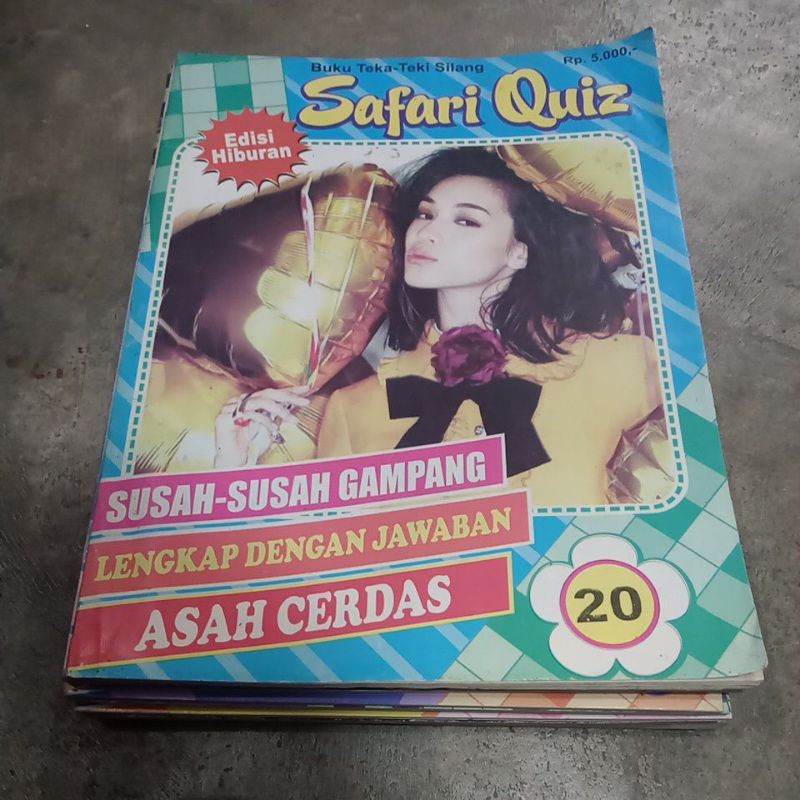 Buku Teka-Teki Silang
Rp. 5.000,-
Safari Quiz
Edisi
Hiburan
SUSAH-SUSAH GAMPANG
LENGKAP DENGAN JAWABAN
ASAH CERDAS
20